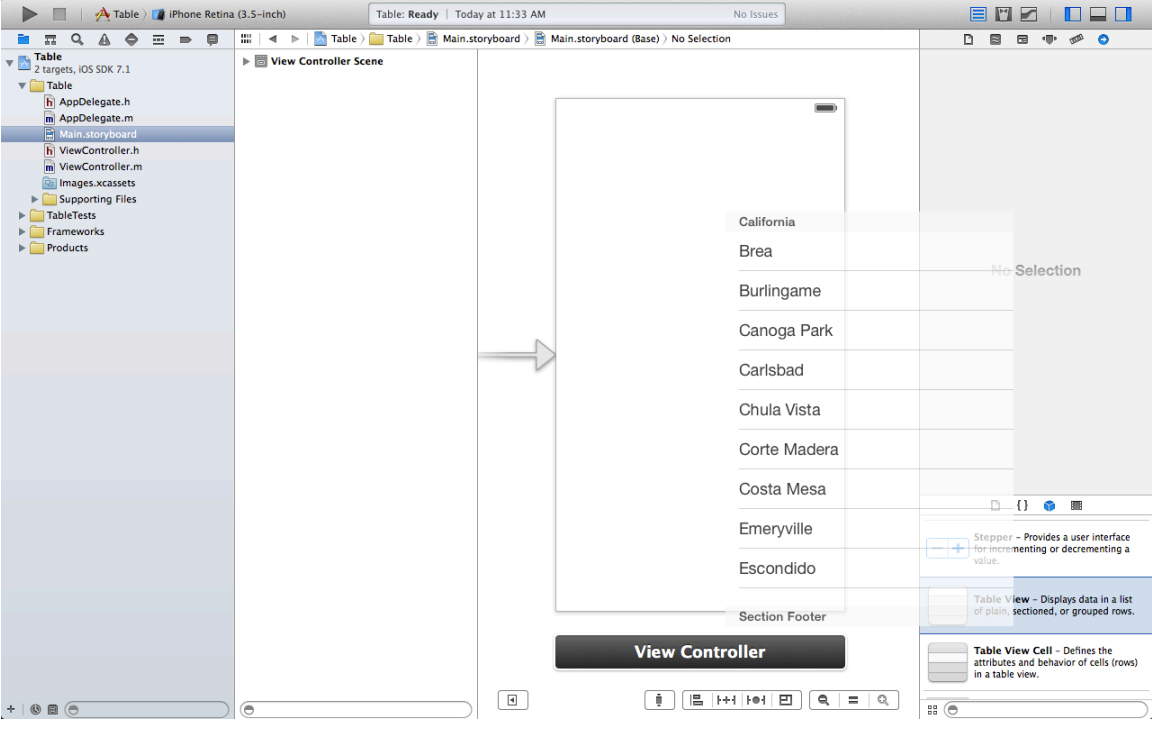 Table
iPhone Retina (3.5-inch)
Table: Ready | Today at 11:33 AM
No Issues
Table
2 targets, iOS SDK 7.1
Table
AppDelegate.h
AppDelegate.m
Main.storyboard
ViewController.h
ViewController.m
Images.xcassets
Supporting Files
TableTests
Frameworks
Products
Table
Table
Main.storyboard
Main.storyboard (Base)
No Selection
View Controller Scene
California
Brea
Burlingame
Canoga Park
Carlsbad
Chula Vista
Corte Madera
Costa Mesa
Emeryville
Escondido
Section Footer
View Controller
No Selection
{ }
Stepper – Provides a user interface
for incrementing or decrementing a
value.
Table View – Displays data in a list
of plain, sectioned, or grouped rows.
Table View Cell – Defines the
attributes and behavior of cells (rows)
in a table view.